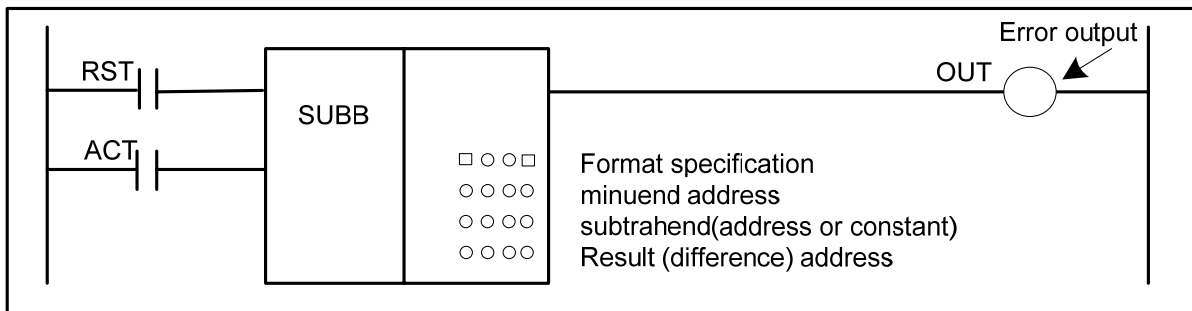 Error output
RST
OUT
SUBB
ACT
Format specification
minuend address
subtrahend(address or constant)
Result (difference) address